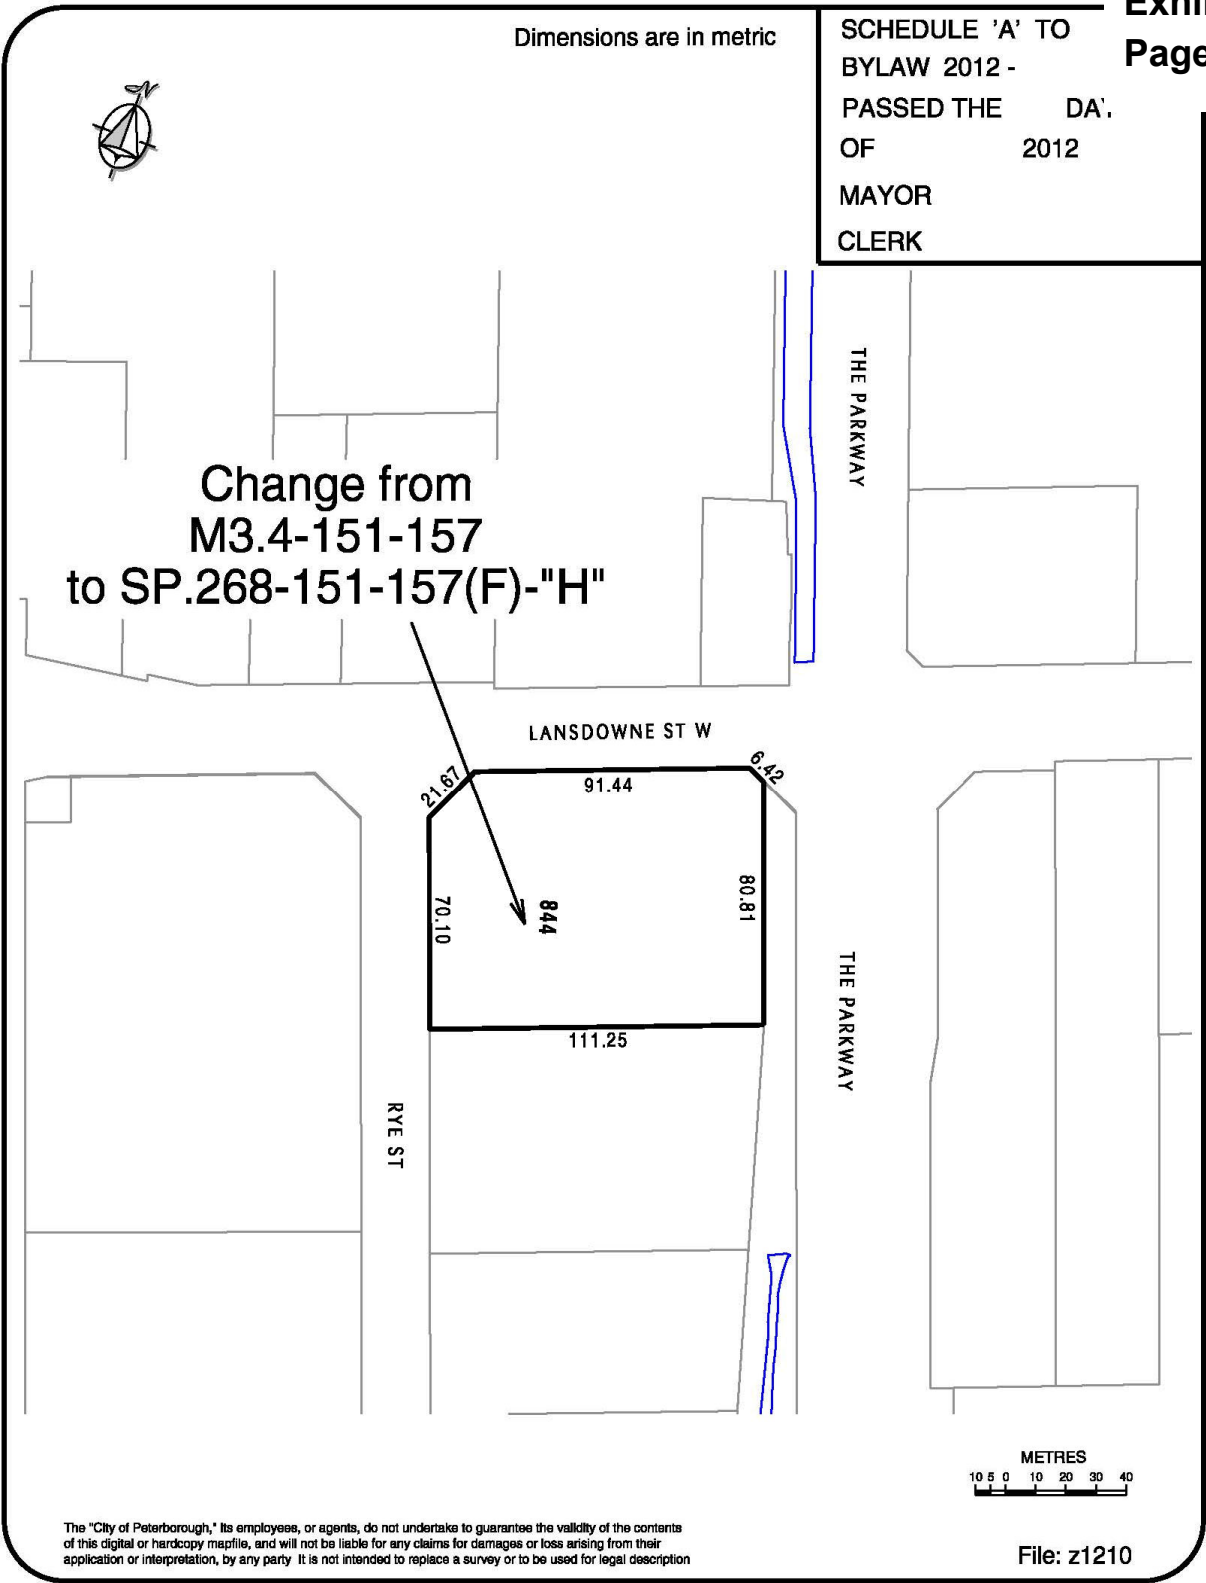 Exhi
Page
Dimensions are in metric
SCHEDULE 'A' TO
BYLAW 2012 -
PASSED THE DAY
OF 2012
MAYOR
CLERK
N
THE PARKWAY
Change from
M3.4-151-157
to SP.268-151-157(F)-"H"
LANSDOWNE ST W
21.67
91.44
6.42
70.10
844
80.81
111.25
THE PARKWAY
RYE ST
METRES
10 5 0 10 20 30 40
The "City of Peterborough," its employees, or agents, do not undertake to guarantee the validity of the contents
of this digital or hardcopy mapfile, and will not be liable for any claims for damages or loss arising from their
application or interpretation, by any party It is not intended to replace a survey or to be used for legal description
File: z1210